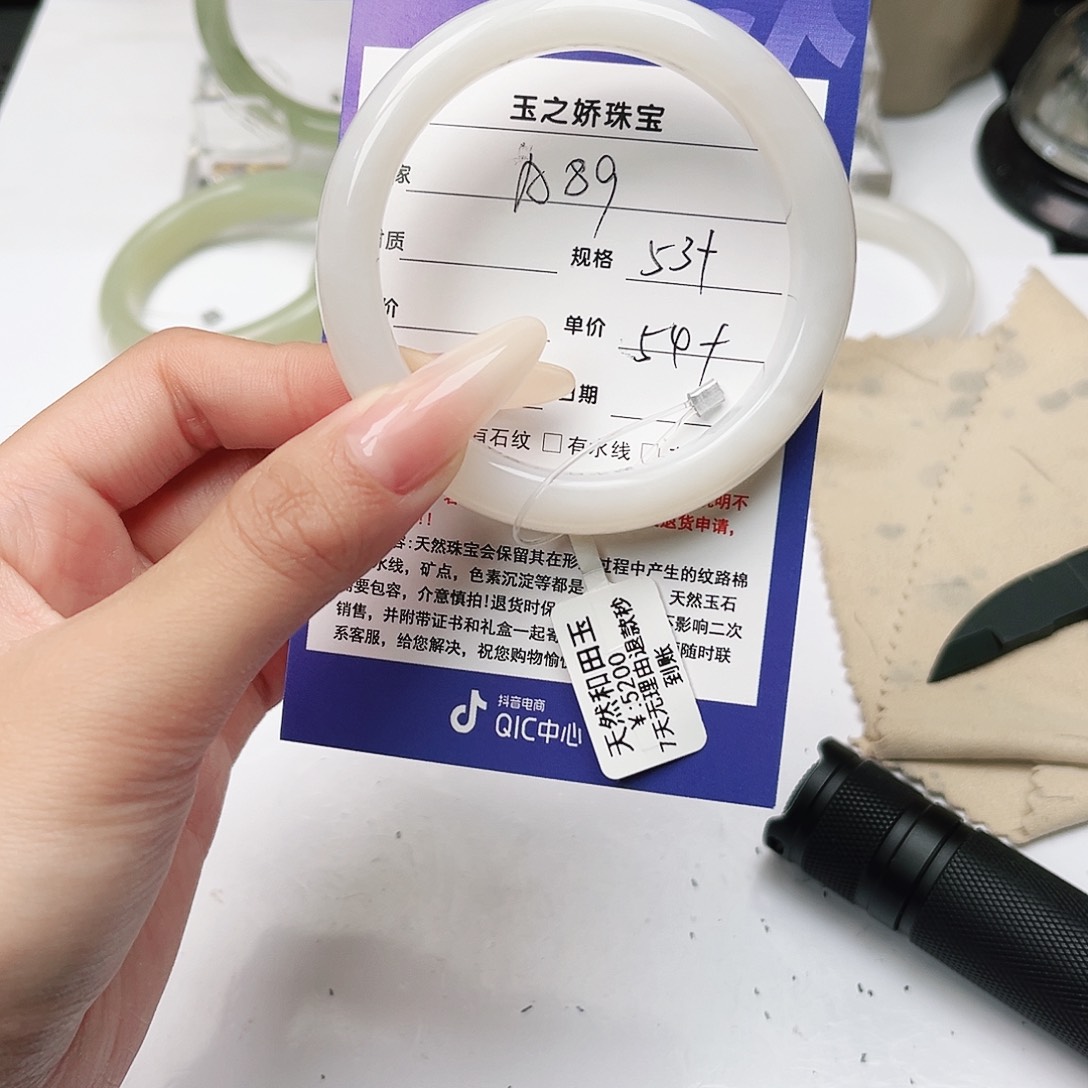 玉之娇珠宝
家 A89
质 规格 53+
价 单价 54+
日期
有石纹 □有水线 □
明不
!! 退货申请,
容:天然珠宝会保留其在形 过程中产生的纹路棉
水线,矿点,色素沉淀等都是 天然玉石
要包容,介意慎拍!退货时保 影响二次
销售,并附带证书和礼盒一起 随时联
系客服,给您解决,祝您购物愉
抖音电商
QIC中心
天然和田玉
¥:5200
7天无理由退款秒
到账